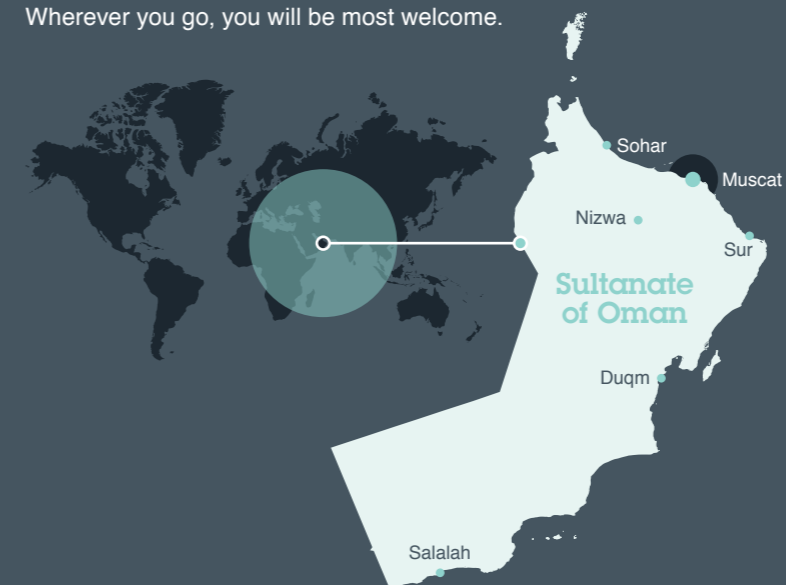 Wherever you go, you will be most welcome.
Sohar
Muscat
Nizwa
Sur
Sultanate
of Oman
Duqm
Salalah